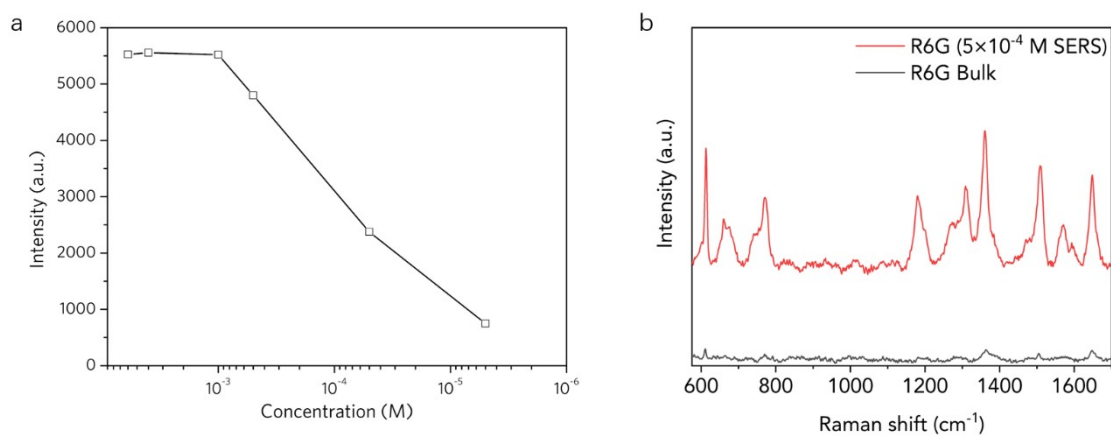 a
6000
5000
4000
3000
2000
1000
0
Intensity (a.u.)
10⁻³ 10⁻⁴ 10⁻⁵ 10⁻⁶
Concentration (M)
b
R6G (5×10⁻⁴ M SERS)
R6G Bulk
Intensity (a.u.)
600 800 1000 1200 1400 1600
Raman shift (cm⁻¹)